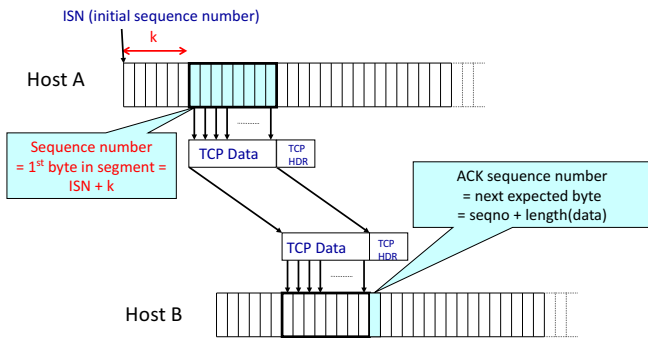 ISN (initial sequence number)
k
Host A
.........
Sequence number
= 1st byte in segment =
ISN + k
TCP Data
TCP
HDR
ACK sequence number
= next expected byte
= seqno + length(data)
TCP Data
TCP
HDR
.........
Host B